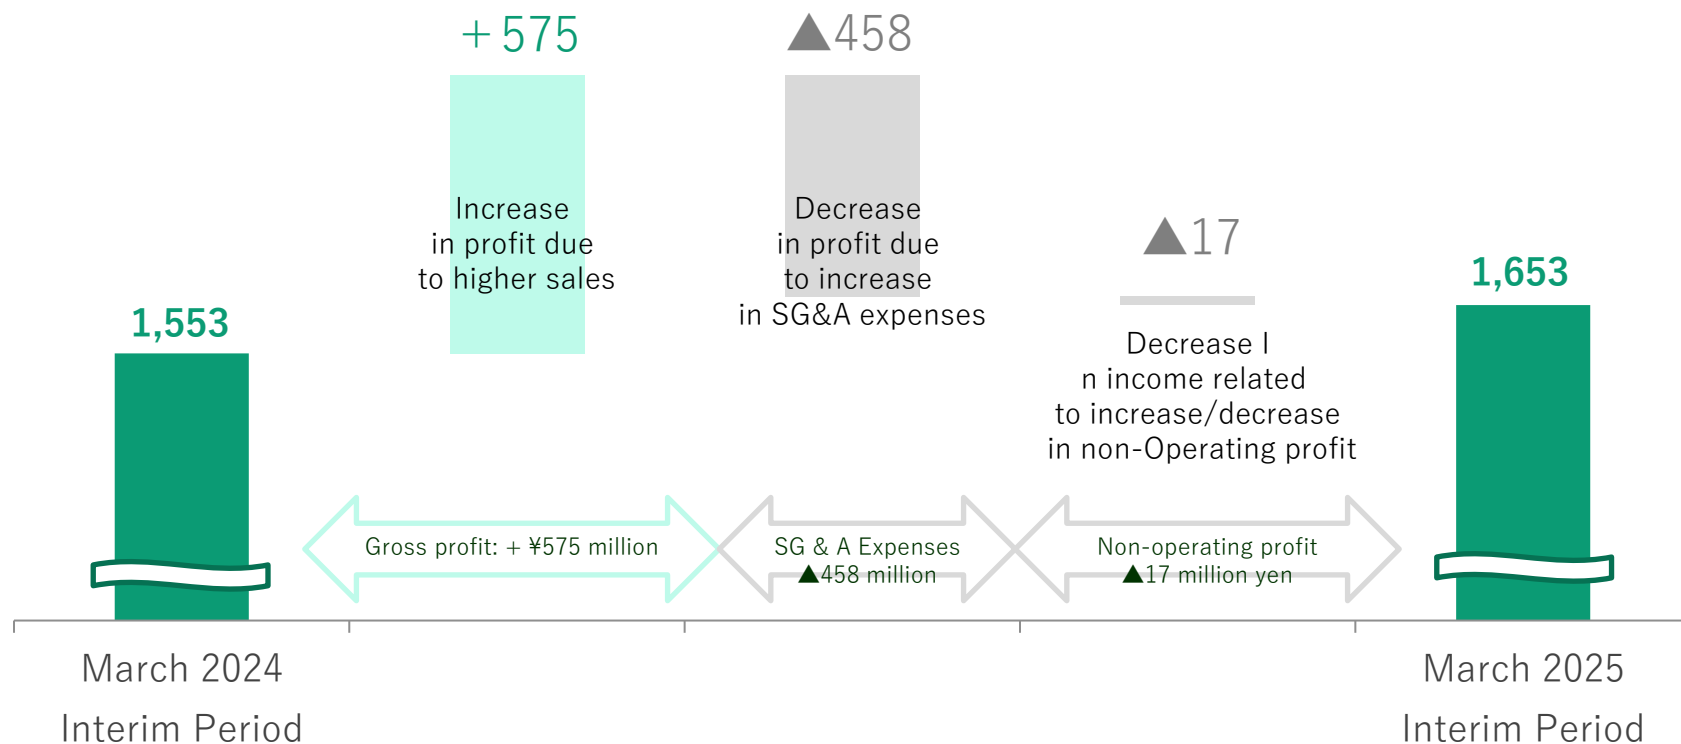 +575
▲458
Increase
in profit due
to higher sales
Decrease
in profit due
to increase
in SG&A expenses
▲17
Decrease I
n income related
to increase/decrease
in non-Operating profit
1,553
1,653
Gross profit: + ¥575 million
SG & A Expenses
▲458 million
Non-operating profit
▲17 million yen
March 2024
Interim Period
March 2025
Interim Period